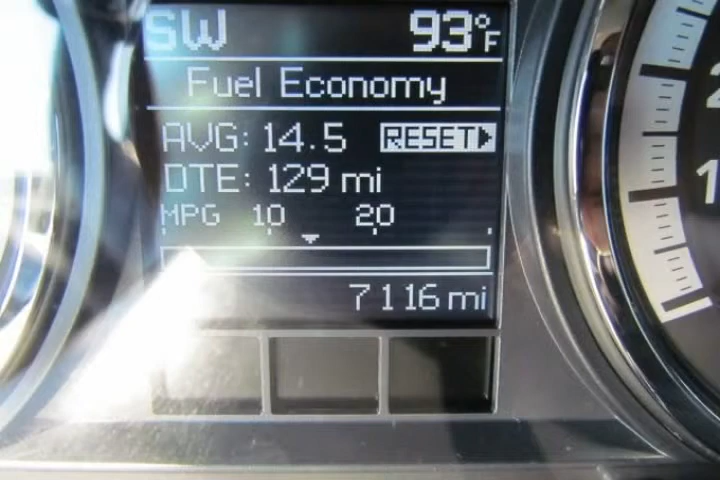 SW 93°F
Fuel Economy
AVG: 14.5 RESET
DTE: 129 mi
MPG 10 20
7116 mi